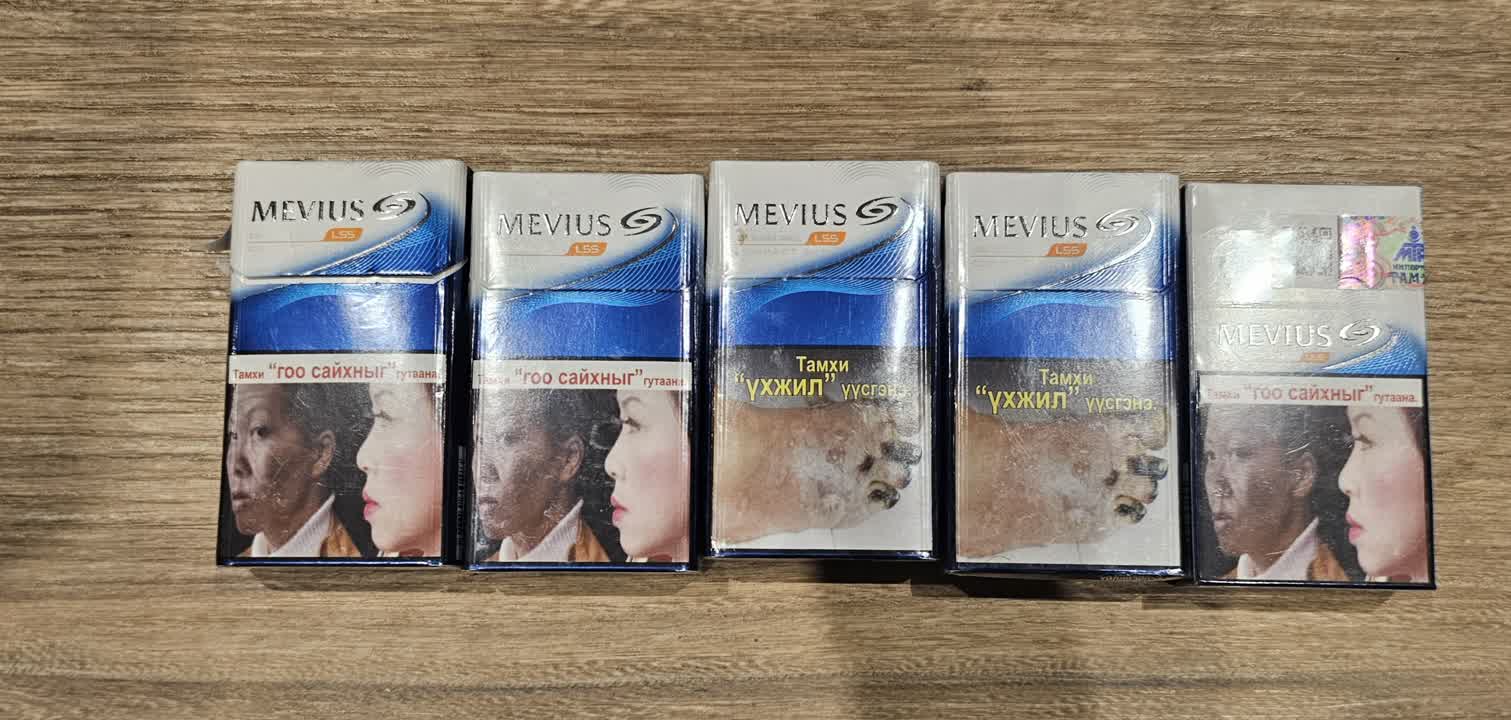 MEVIUS
LSS
Тамхи “гоо сайхныг” гутаана.
MEVIUS
LSS
Тамхи “гоо сайхныг” гутаана.
MEVIUS
LSS
Тамхи
“үхжил” үүсгэнэ.
MEVIUS
LSS
Тамхи
“үхжил” үүсгэнэ.
MEVIUS
LSS
Тамхи “гоо сайхныг” гутаана.